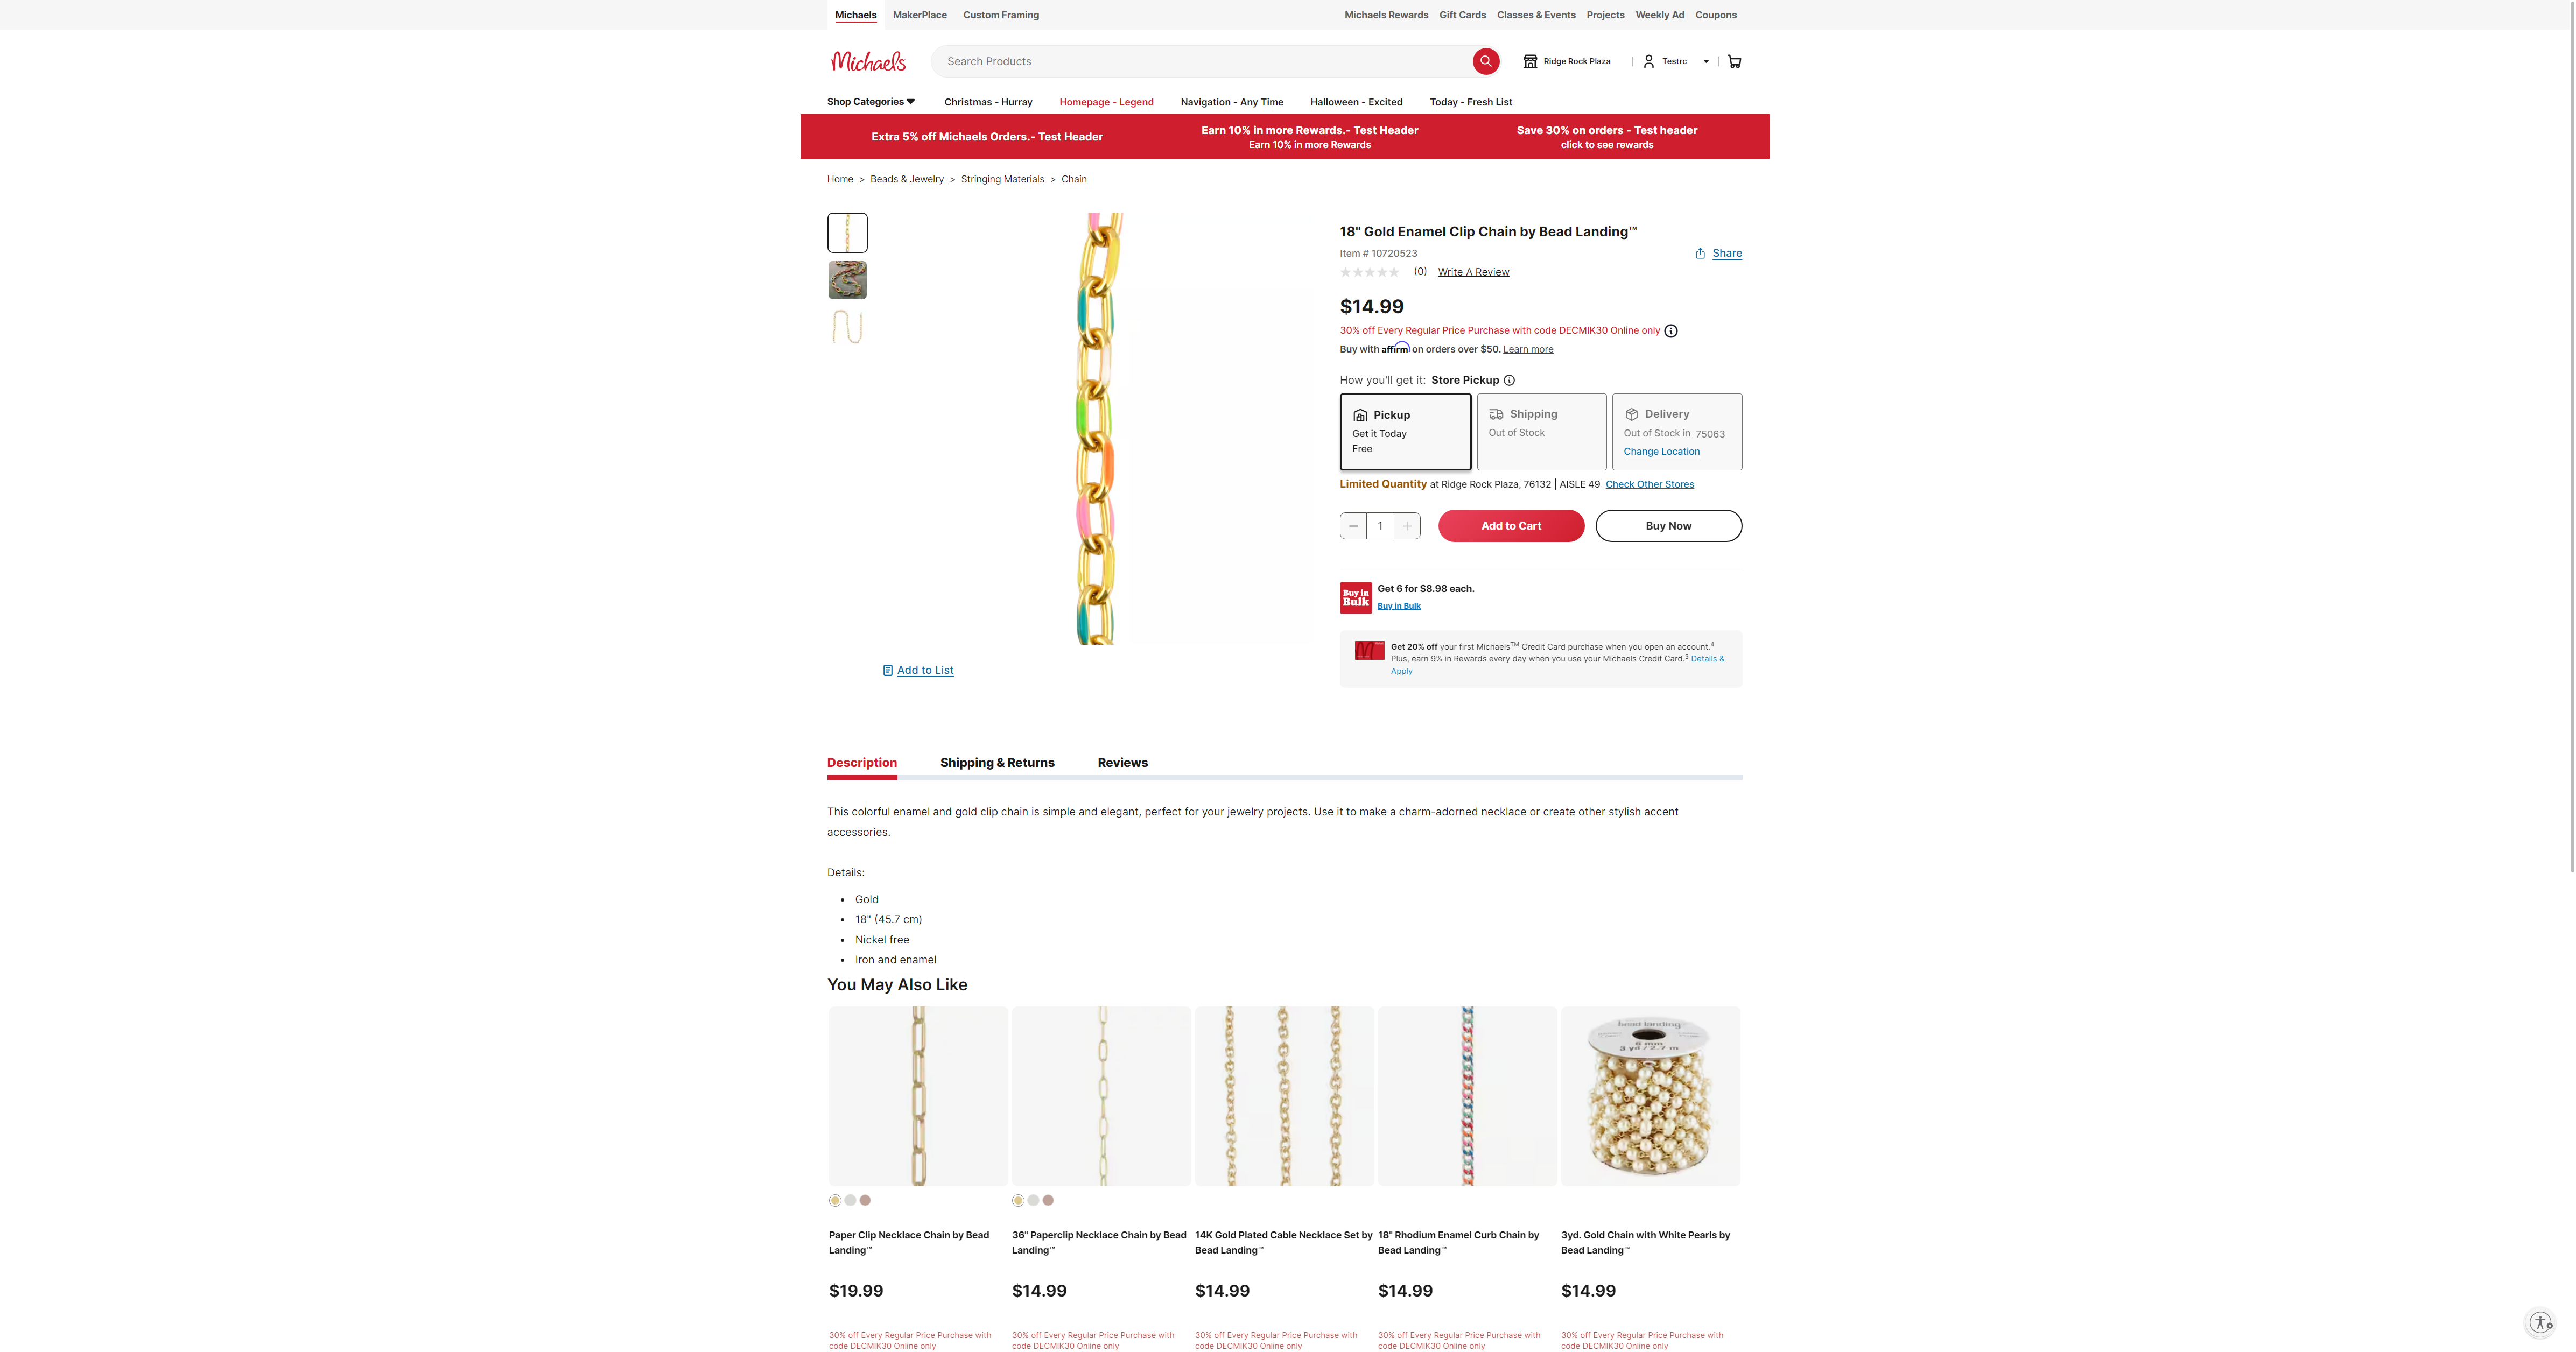 Michaels MakerPlace Custom Framing Michaels Rewards Gift Cards Classes & Events Projects Weekly Ad Coupons
Michaels Search Products Ridge Rock Plaza | Testrc |
Shop Categories Christmas - Hurray Homepage - Legend Navigation - Any Time Halloween - Excited Today - Fresh List
Extra 5% off Michaels Orders.- Test Header
Earn 10% in more Rewards.- Test Header
Earn 10% in more Rewards
Save 30% on orders - Test header
click to see rewards
Home > Beads & Jewelry > Stringing Materials > Chain
18" Gold Enamel Clip Chain by Bead Landing™
Item # 10720523 Share
(0) Write A Review
$14.99
30% off Every Regular Price Purchase with code DECMIK30 Online only
Buy with affirm on orders over $50. Learn more
How you'll get it: Store Pickup
Pickup
Get it Today
Free
Shipping
Out of Stock
Delivery
Out of Stock in 75063
Change Location
Limited Quantity at Ridge Rock Plaza, 76132 | AISLE 49 Check Other Stores
1 Add to Cart Buy Now
Buy in
Bulk
Get 6 for $8.98 each.
Buy in Bulk
Get 20% off your first Michaels™ Credit Card purchase when you open an account.⁴
Plus, earn 9% in Rewards every day when you use your Michaels Credit Card.³ Details &
Apply
Add to List
Description Shipping & Returns Reviews
This colorful enamel and gold clip chain is simple and elegant, perfect for your jewelry projects. Use it to make a charm-adorned necklace or create other stylish accent
accessories.
Details:
• Gold
• 18" (45.7 cm)
• Nickel free
• Iron and enamel
You May Also Like
bead landing
8 mm
3 yd / 2.7 m
Paper Clip Necklace Chain by Bead
Landing™
$19.99
30% off Every Regular Price Purchase with
code DECMIK30 Online only
36" Paperclip Necklace Chain by Bead
Landing™
$14.99
30% off Every Regular Price Purchase with
code DECMIK30 Online only
14K Gold Plated Cable Necklace Set by
Bead Landing™
$14.99
30% off Every Regular Price Purchase with
code DECMIK30 Online only
18" Rhodium Enamel Curb Chain by
Bead Landing™
$14.99
30% off Every Regular Price Purchase with
code DECMIK30 Online only
3yd. Gold Chain with White Pearls by
Bead Landing™
$14.99
30% off Every Regular Price Purchase with
code DECMIK30 Online only